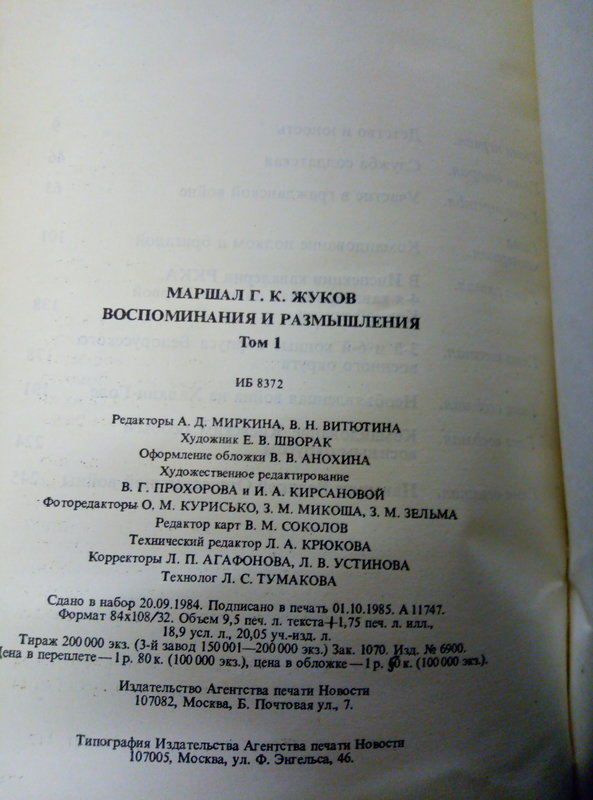 МАРШАЛ Г. К. ЖУКОВ
ВОСПОМИНАНИЯ И РАЗМЫШЛЕНИЯ
Том 1
ИБ 8372
Редакторы А. Д. МИРКИНА, В. Н. ВИТЮТИНА
Художник Е. В. ШВОРАК
Оформление обложки В. В. АНОХИНА
Художественное редактирование
В. Г. ПРОХОРОВА и И. А. КИРСАНОВОЙ
Фоторедакторы О. М. КУРИСЬКО, З. М. МИКОША, З. М. ЗЕЛЬМА
Редактор карт В. М. СОКОЛОВ
Технический редактор Л. А. КРЮКОВА
Корректоры Л. П. АГАФОНОВА, Л. В. УСТИНОВА
Технолог Л. С. ТУМАКОВА
Сдано в набор 20.09.1984. Подписано в печать 01.10.1985. А 11747.
Формат 84х108/32. Объем 9,5 печ. л. текста+1,75 печ. л. илл.,
18,9 усл. л., 20,05 уч.-изд. л.
Тираж 200 000 экз. (3-й завод 150 001—200 000 экз.) Зак. 1070. Изд. № 6900.
Цена в переплете—1 р. 80 к. (100 000 экз.), цена в обложке—1 р. к. (100 000 экз.).
Издательство Агентства печати Новости
107082, Москва, Б. Почтовая ул., 7.
Типография Издательства Агентства печати Новости
107005, Москва, ул. Ф. Энгельса, 46.